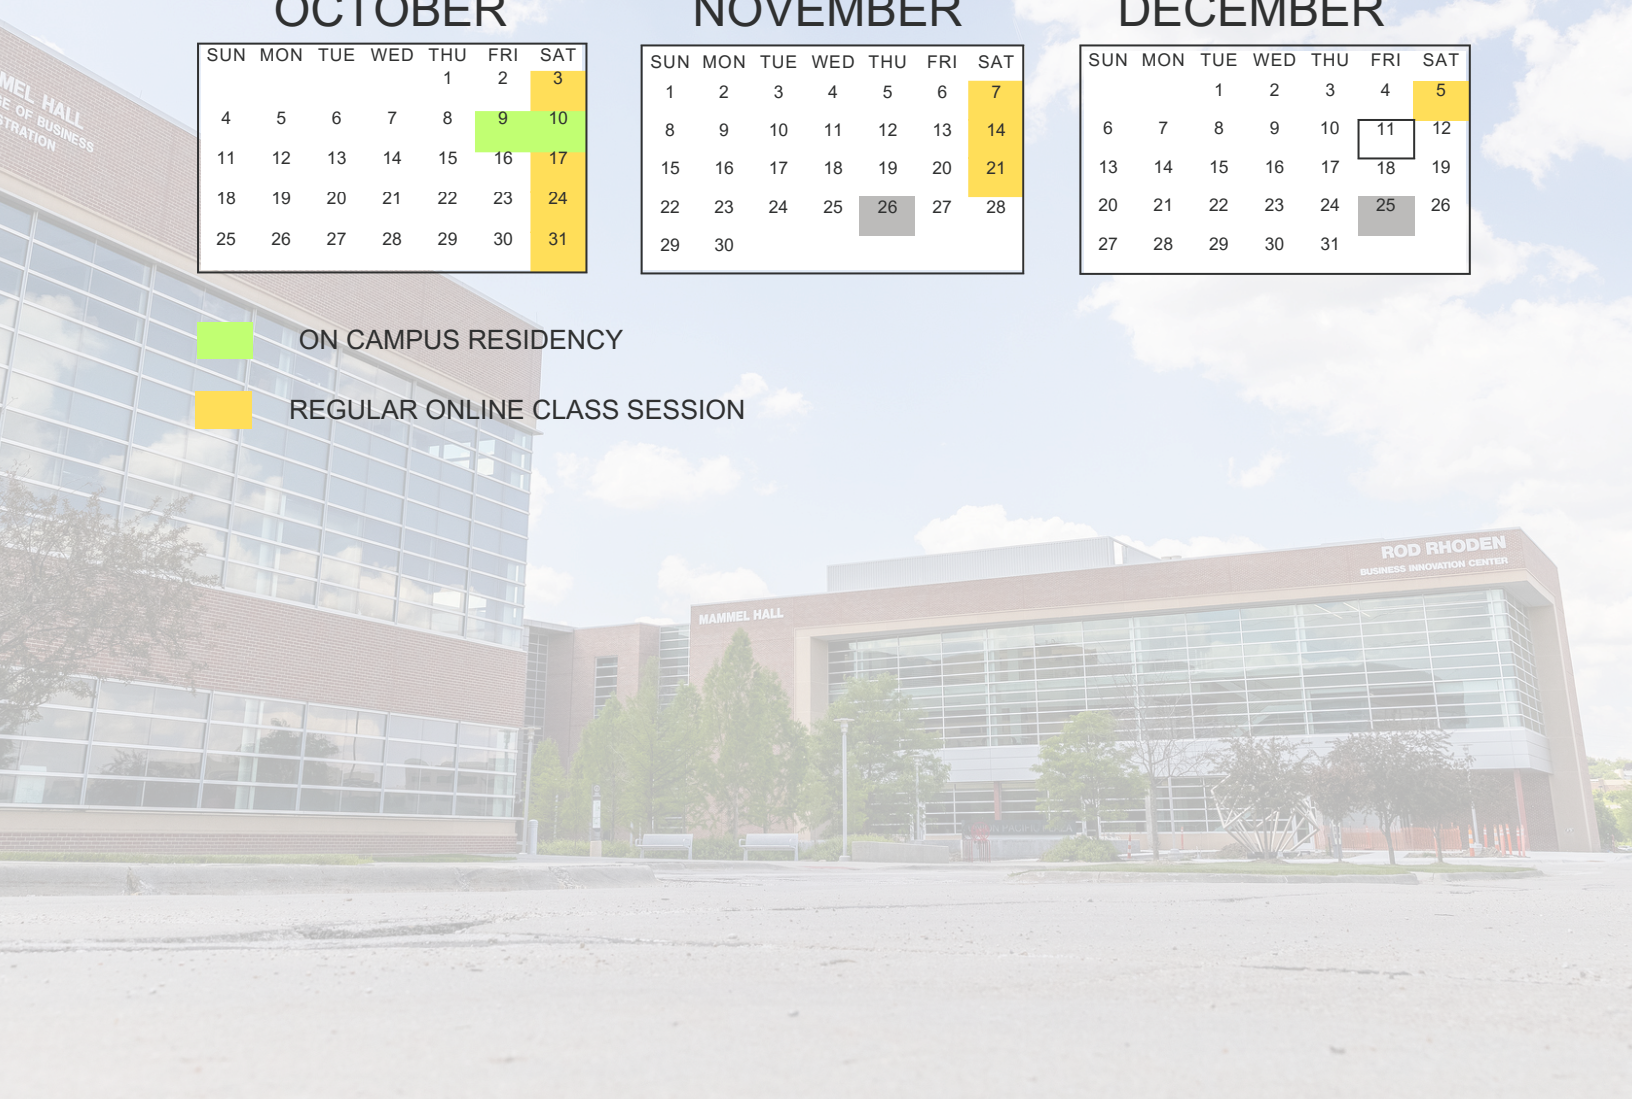 OCTOBER
SUN MON TUE WED THU FRI SAT
1 2 3
4 5 6 7 8 9 10
11 12 13 14 15 16 17
18 19 20 21 22 23 24
25 26 27 28 29 30 31
NOVEMBER
SUN MON TUE WED THU FRI SAT
1 2 3 4 5 6 7
8 9 10 11 12 13 14
15 16 17 18 19 20 21
22 23 24 25 26 27 28
29 30
DECEMBER
SUN MON TUE WED THU FRI SAT
1 2 3 4 5
6 7 8 9 10 11 12
13 14 15 16 17 18 19
20 21 22 23 24 25 26
27 28 29 30 31
ON CAMPUS RESIDENCY
REGULAR ONLINE CLASS SESSION
HALL
OF BUSINESS
MAMMEL HALL
ROD RHODEN
BUSINESS INNOVATION CENTER